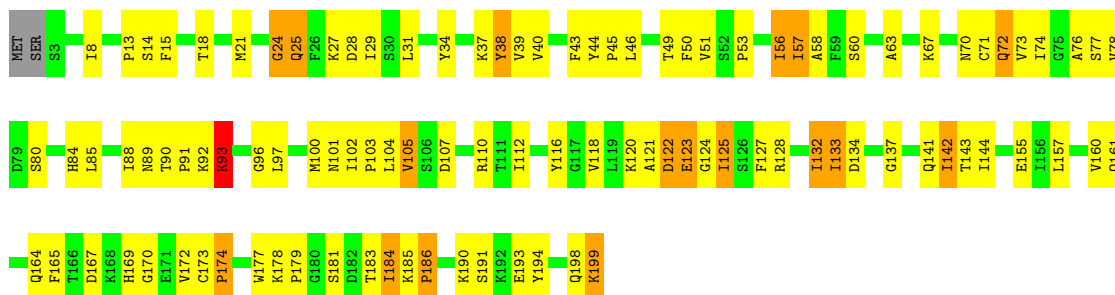 MET SER S3 I8 P13 S14 F15 T18 M21 G24 Q25 F26 K27 D28 I29 S30 L31 Y34 K37 Y38 V39 V40 F43 Y44 P45 L46 T49 F50 V51 S52 P53 I56 I57 A58 F59 S60 A63 K67 N70 C71 Q72 V73 I74 G75 A76 S77 V78
D79 S80 H84 L85 I88 N89 T90 P91 K92 K93 G96 L97 M100 N101 I102 P103 L104 V105 S106 D107 R110 T111 I112 Y116 G117 V118 L119 K120 A121 D122 E123 G124 I125 S126 F127 R128 I132 I133 D134 G137 Q141 I142 T143 I144 E155 I156 L157 V160
Q164 F165 T166 D167 K168 H169 G170 E171 V172 C173 P174 W177 K178 P179 G180 S181 D182 T183 I184 K185 P186 K190 S191 K192 E193 Y194 Q198 K199